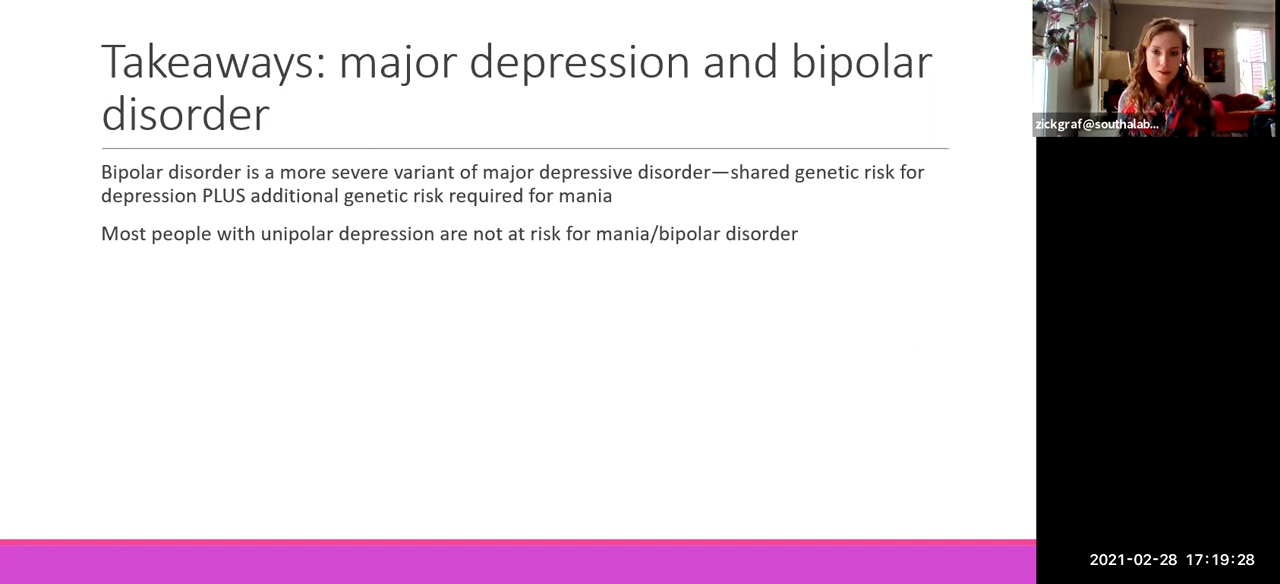 Takeaways: major depression and bipolar
disorder
Bipolar disorder is a more severe variant of major depressive disorder—shared genetic risk for
depression PLUS additional genetic risk required for mania
Most people with unipolar depression are not at risk for mania/bipolar disorder
zickgraf@southalab...
2021-02-28 17:19:28